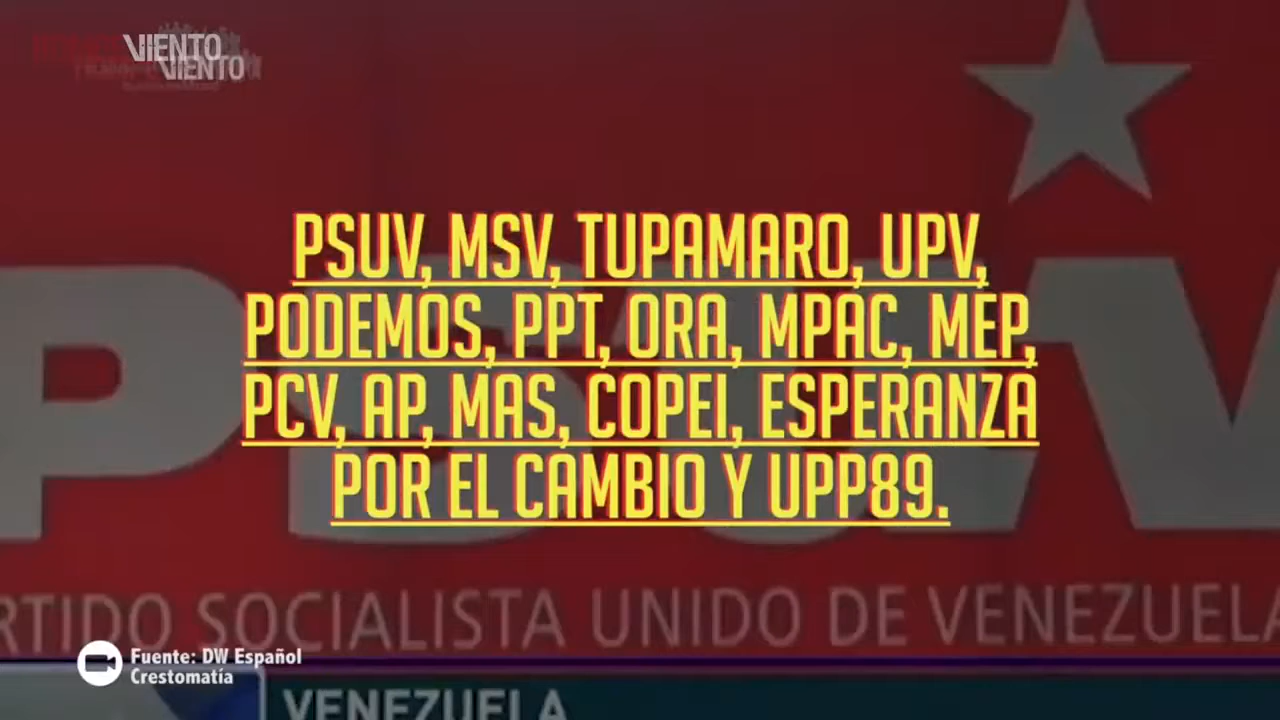 VIENTO
VIENTO
PSUV, MSV, TUPAMARO, UPV,
PODEMOS, PPT, ORA, MPAC, MEP,
PCV, AP, MAS, COPEI, ESPERANZA
POR EL CAMBIO Y UPP89.
PSUV
RTIDO SOCIALISTA UNIDO DE VENEZUELA
Fuente: DW Español
Crestomatía
VENEZUELA